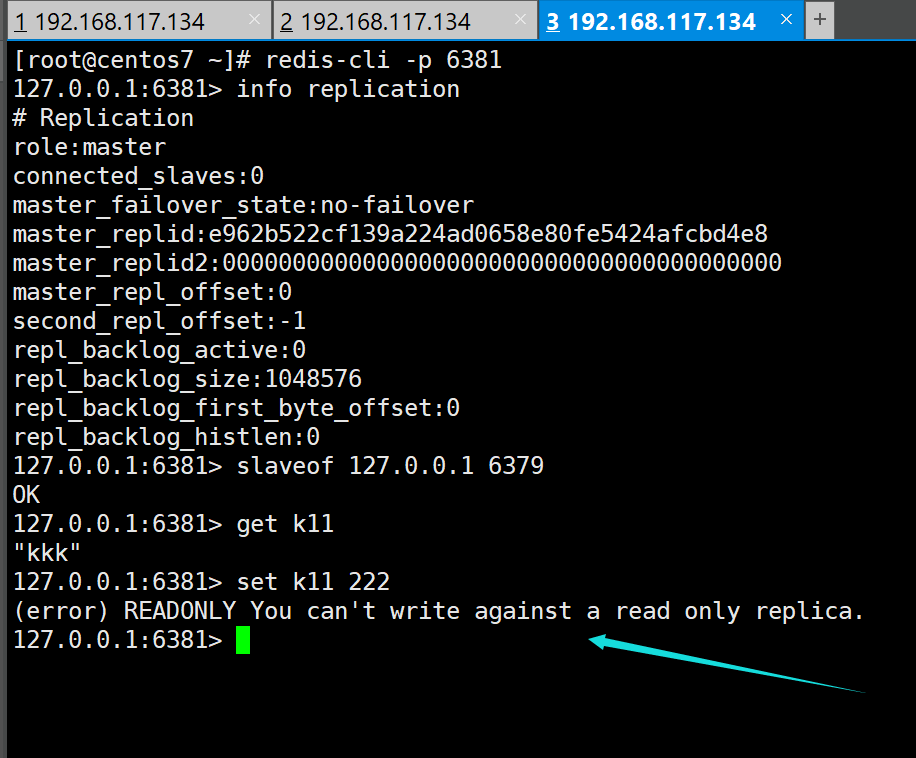 1 192.168.117.134 × 2 192.168.117.134 × 3 192.168.117.134 × +
[root@centos7 ~]# redis-cli -p 6381
127.0.0.1:6381> info replication
# Replication
role:master
connected_slaves:0
master_failover_state:no-failover
master_replid:e962b522cf139a224ad0658e80fe5424afcbd4e8
master_replid2:0000000000000000000000000000000000000000
master_repl_offset:0
second_repl_offset:-1
repl_backlog_active:0
repl_backlog_size:1048576
repl_backlog_first_byte_offset:0
repl_backlog_histlen:0
127.0.0.1:6381> slaveof 127.0.0.1 6379
OK
127.0.0.1:6381> get k11
"kkk"
127.0.0.1:6381> set k11 222
(error) READONLY You can't write against a read only replica.
127.0.0.1:6381>